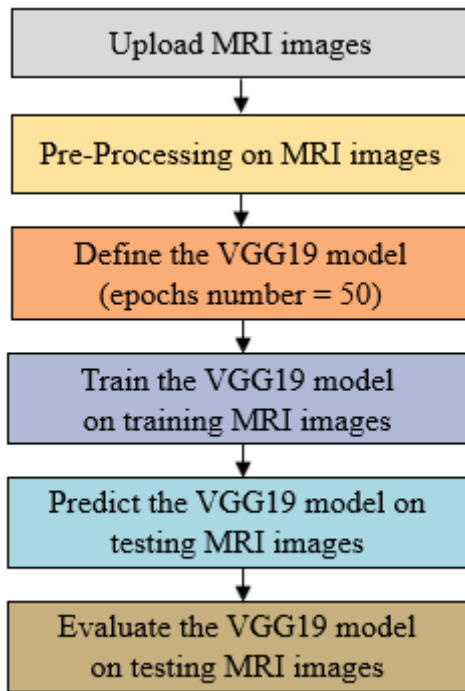 Upload MRI images
Pre-Processing on MRI images
Define the VGG19 model
(epochs number = 50)
Train the VGG19 model
on training MRI images
Predict the VGG19 model on
testing MRI images
Evaluate the VGG19 model
on testing MRI images